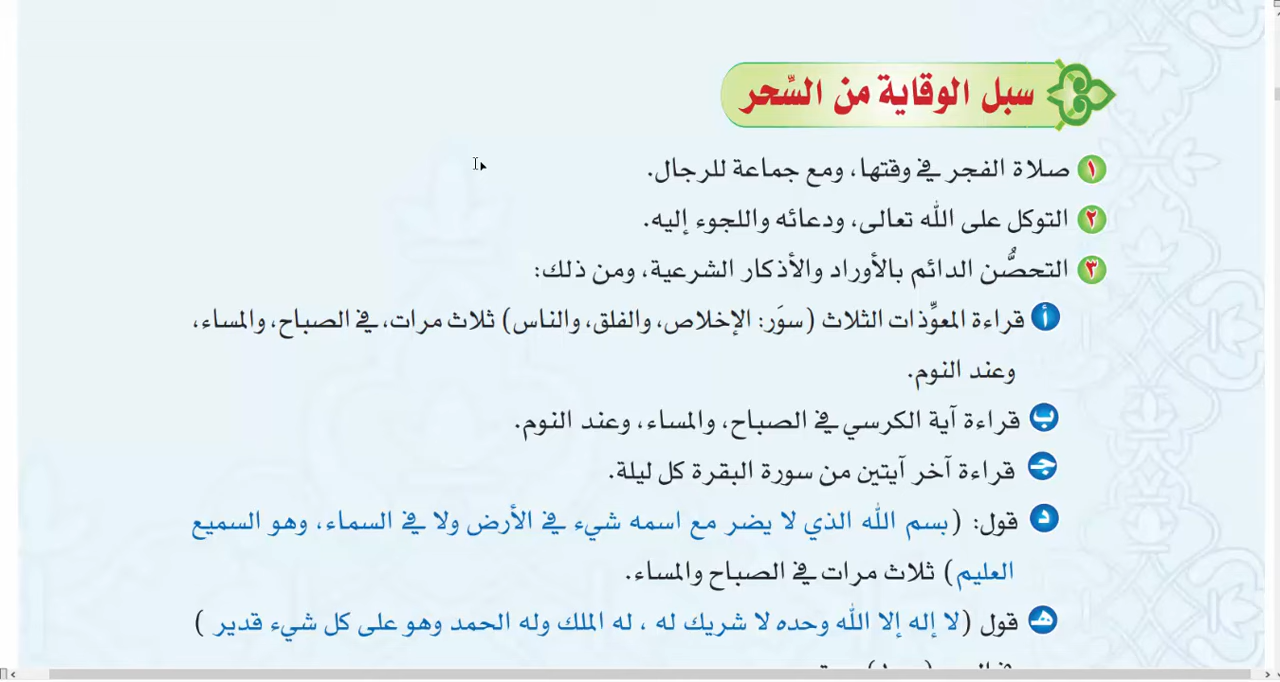 سبل الوقاية من السِّحر
١ صلاة الفجر في وقتها، ومع جماعة للرجال.
٢ التوكل على الله تعالى، ودعائه واللجوء إليه.
٣ التحصُّن الدائم بالأوراد والأذكار الشرعية، ومن ذلك:
أ قراءة المعوِّذات الثلاث (سوَر: الإخلاص، والفلق، والناس) ثلاث مرات، في الصباح، والمساء،
وعند النوم.
ب قراءة آية الكرسي في الصباح، والمساء، وعند النوم.
جـ قراءة آخر آيتين من سورة البقرة كل ليلة.
د قول: (بسم الله الذي لا يضر مع اسمه شيء في الأرض ولا في السماء، وهو السميع
العليم) ثلاث مرات في الصباح والمساء.
هـ قول (لا إله إلا الله وحده لا شريك له ، له الملك وله الحمد وهو على كل شيء قدير )